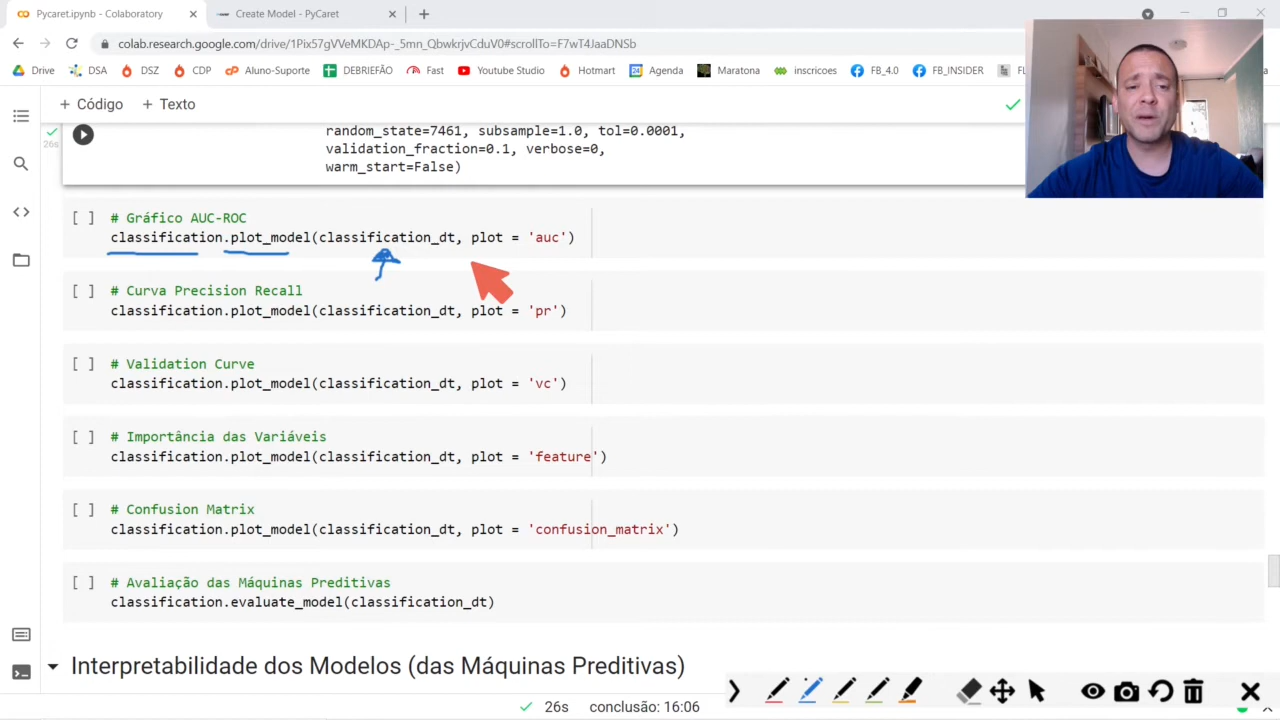 Pycaret.ipynb - Colaboratory
Create Model - PyCaret
colab.research.google.com/drive/1Pix57gVVeMKDAp-_5mn_QbwkrjvCduV0#scrollTo=F7wT4JaaDNSb
Drive DSA DSZ CDP Aluno-Suporte DEBRIEFÃO Fast Youtube Studio Hotmart Agenda Maratona inscricoes FB_4.0 FB_INSIDER
+ Código + Texto
26s
random_state=7461, subsample=1.0, tol=0.0001,
validation_fraction=0.1, verbose=0,
warm_start=False)
[ ] # Gráfico AUC-ROC
classification.plot_model(classification_dt, plot = 'auc')
[ ] # Curva Precision Recall
classification.plot_model(classification_dt, plot = 'pr')
[ ] # Validation Curve
classification.plot_model(classification_dt, plot = 'vc')
[ ] # Importância das Variáveis
classification.plot_model(classification_dt, plot = 'feature')
[ ] # Confusion Matrix
classification.plot_model(classification_dt, plot = 'confusion_matrix')
[ ] # Avaliação das Máquinas Preditivas
classification.evaluate_model(classification_dt)
Interpretabilidade dos Modelos (das Máquinas Preditivas)
26s conclusão: 16:06